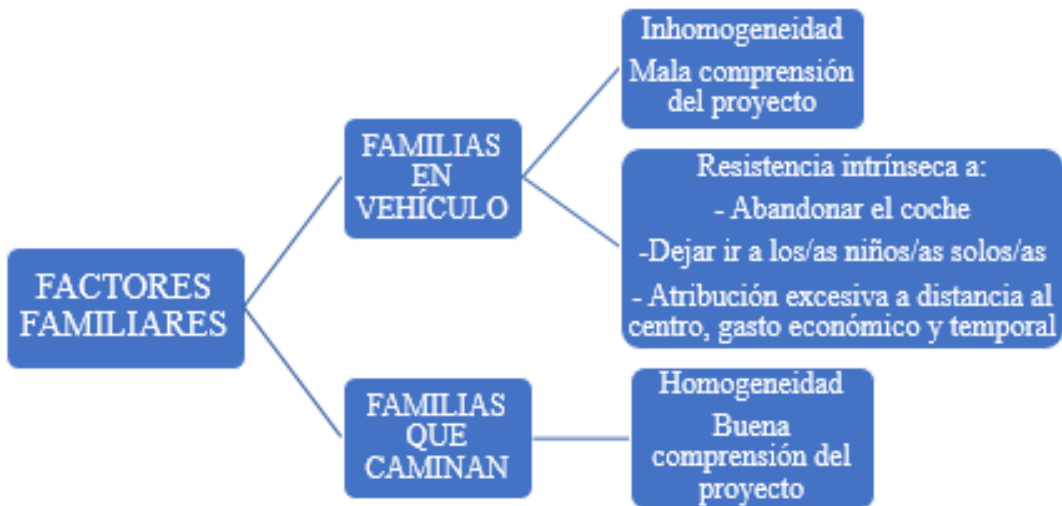 FACTORES
FAMILIARES
FAMILIAS
EN
VEHÍCULO
Inhomogeneidad
Mala comprensión
del proyecto
Resistencia intrínseca a:
- Abandonar el coche
-Dejar ir a los/as niños/as solos/as
- Atribución excesiva a distancia al
centro, gasto económico y temporal
FAMILIAS
QUE
CAMINAN
Homogeneidad
Buena
comprensión del
proyecto